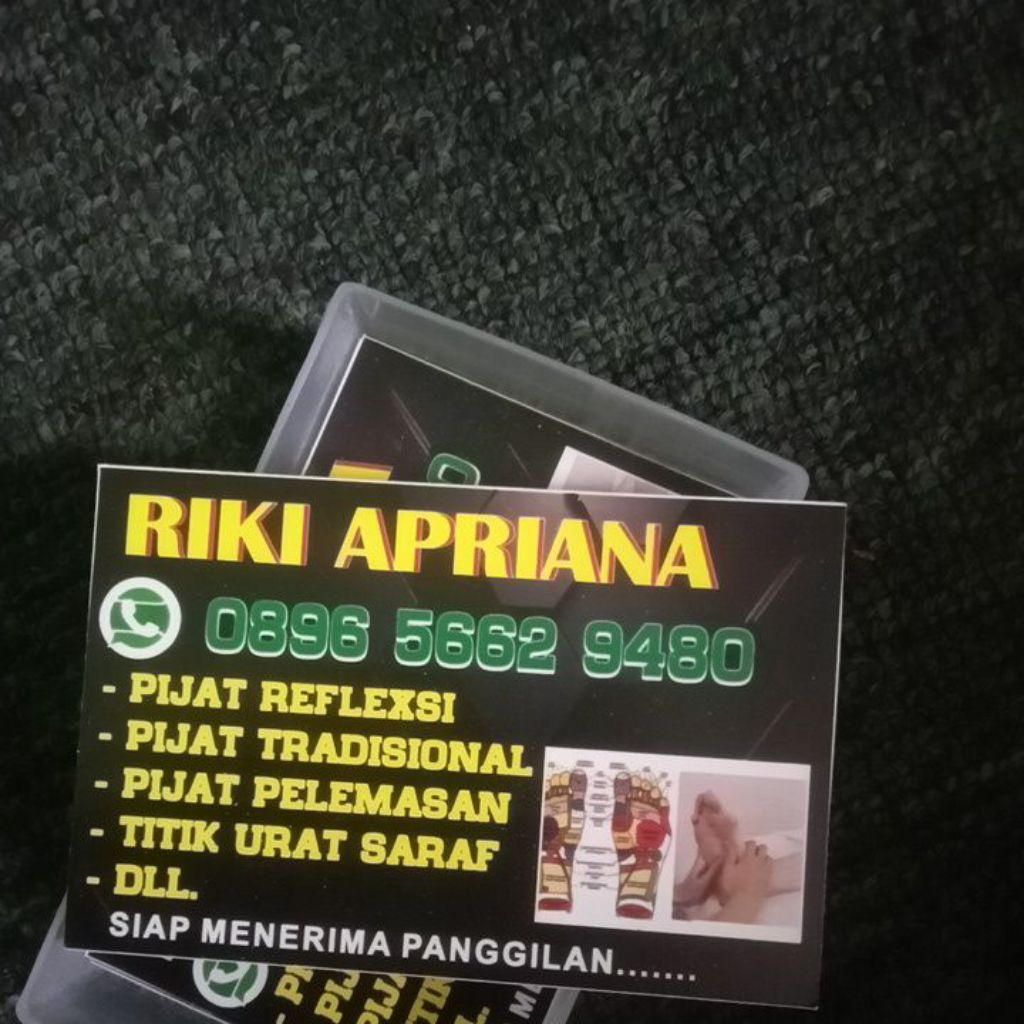 RIKI APRIANA
0896 5662 9480
- PIJAT REFLEXSI
- PIJAT TRADISIONAL
- PIJAT PELEMASAN
- TITIK URAT SARAF
- DLL.
SIAP MENERIMA PANGGILAN.......